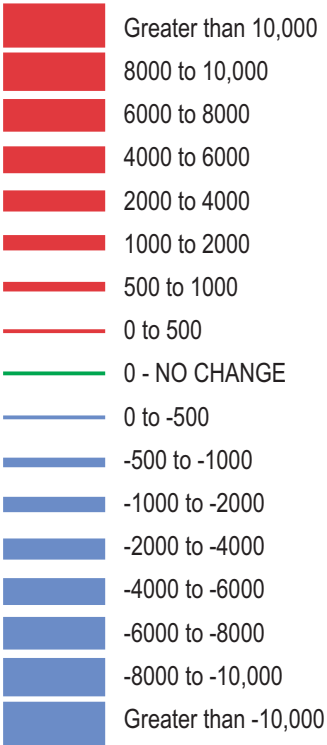 Greater than 10,000
8000 to 10,000
6000 to 8000
4000 to 6000
2000 to 4000
1000 to 2000
500 to 1000
0 to 500
0 - NO CHANGE
0 to -500
-500 to -1000
-1000 to -2000
-2000 to -4000
-4000 to -6000
-6000 to -8000
-8000 to -10,000
Greater than -10,000